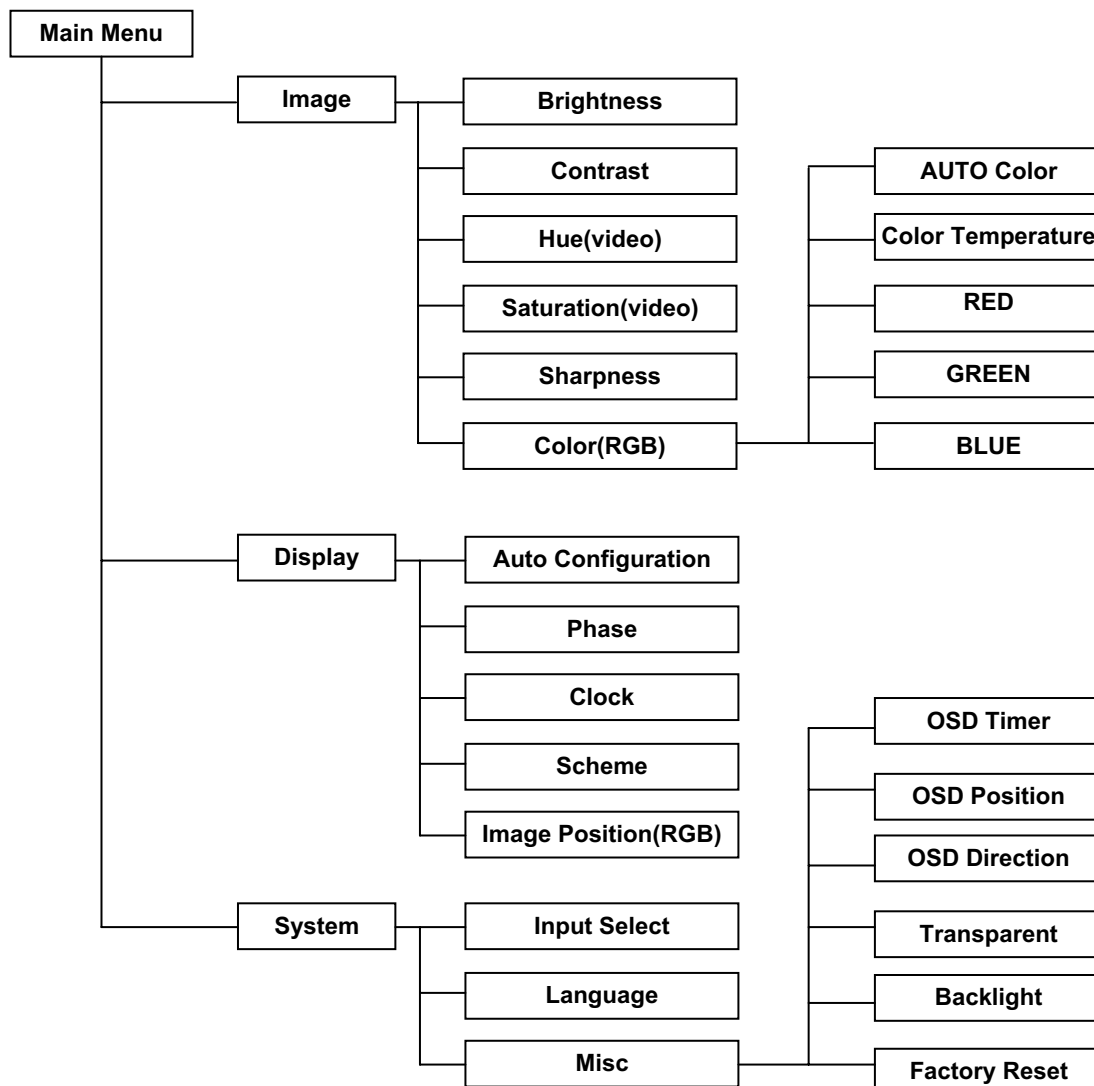 Main Menu
Image
Brightness
Contrast
Hue(video)
Saturation(video)
Sharpness
Color(RGB)
AUTO Color
Color Temperature
RED
GREEN
BLUE
Display
Auto Configuration
Phase
Clock
Scheme
Image Position(RGB)
System
Input Select
Language
Misc
OSD Timer
OSD Position
OSD Direction
Transparent
Backlight
Factory Reset